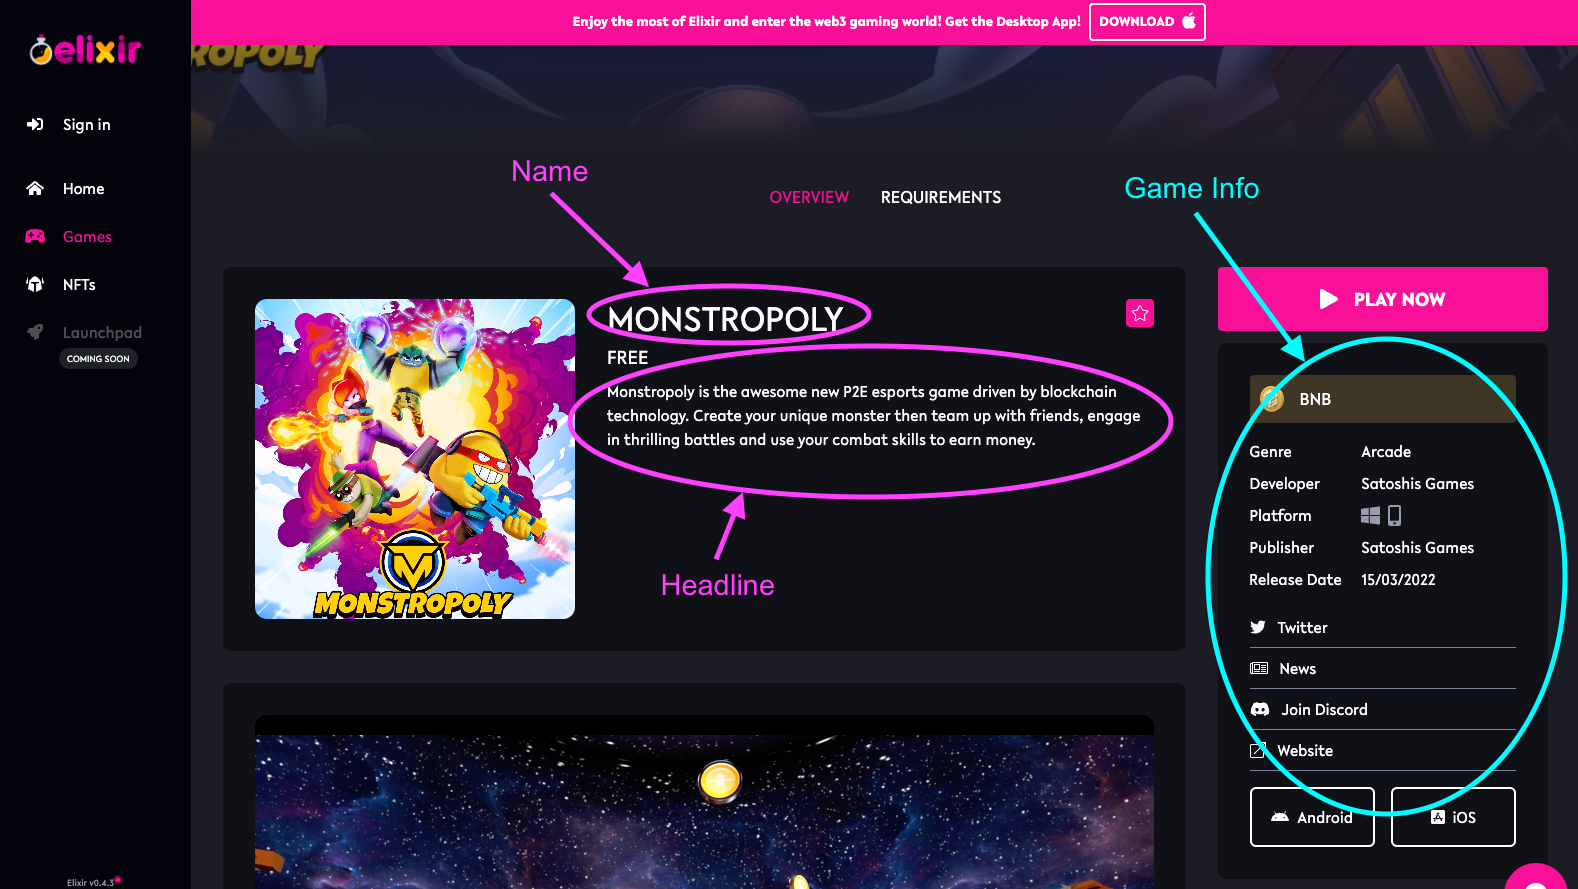 Enjoy the most of Elixir and enter the web3 gaming world! Get the Desktop App!
DOWNLOAD
elixir
ROPOLY
Sign in
Home
Games
NFTs
Launchpad
COMING SOON
Elixir v0.4.3
Name
OVERVIEW
REQUIREMENTS
Game Info
MONSTROPOLY
FREE
Monstropoly is the awesome new P2E esports game driven by blockchain
technology. Create your unique monster then team up with friends, engage
in thrilling battles and use your combat skills to earn money.
Headline
M
MONSTROPOLY
PLAY NOW
BNB
Genre Arcade
Developer Satoshis Games
Platform
Publisher Satoshis Games
Release Date 15/03/2022
Twitter
News
Join Discord
Website
Android
iOS